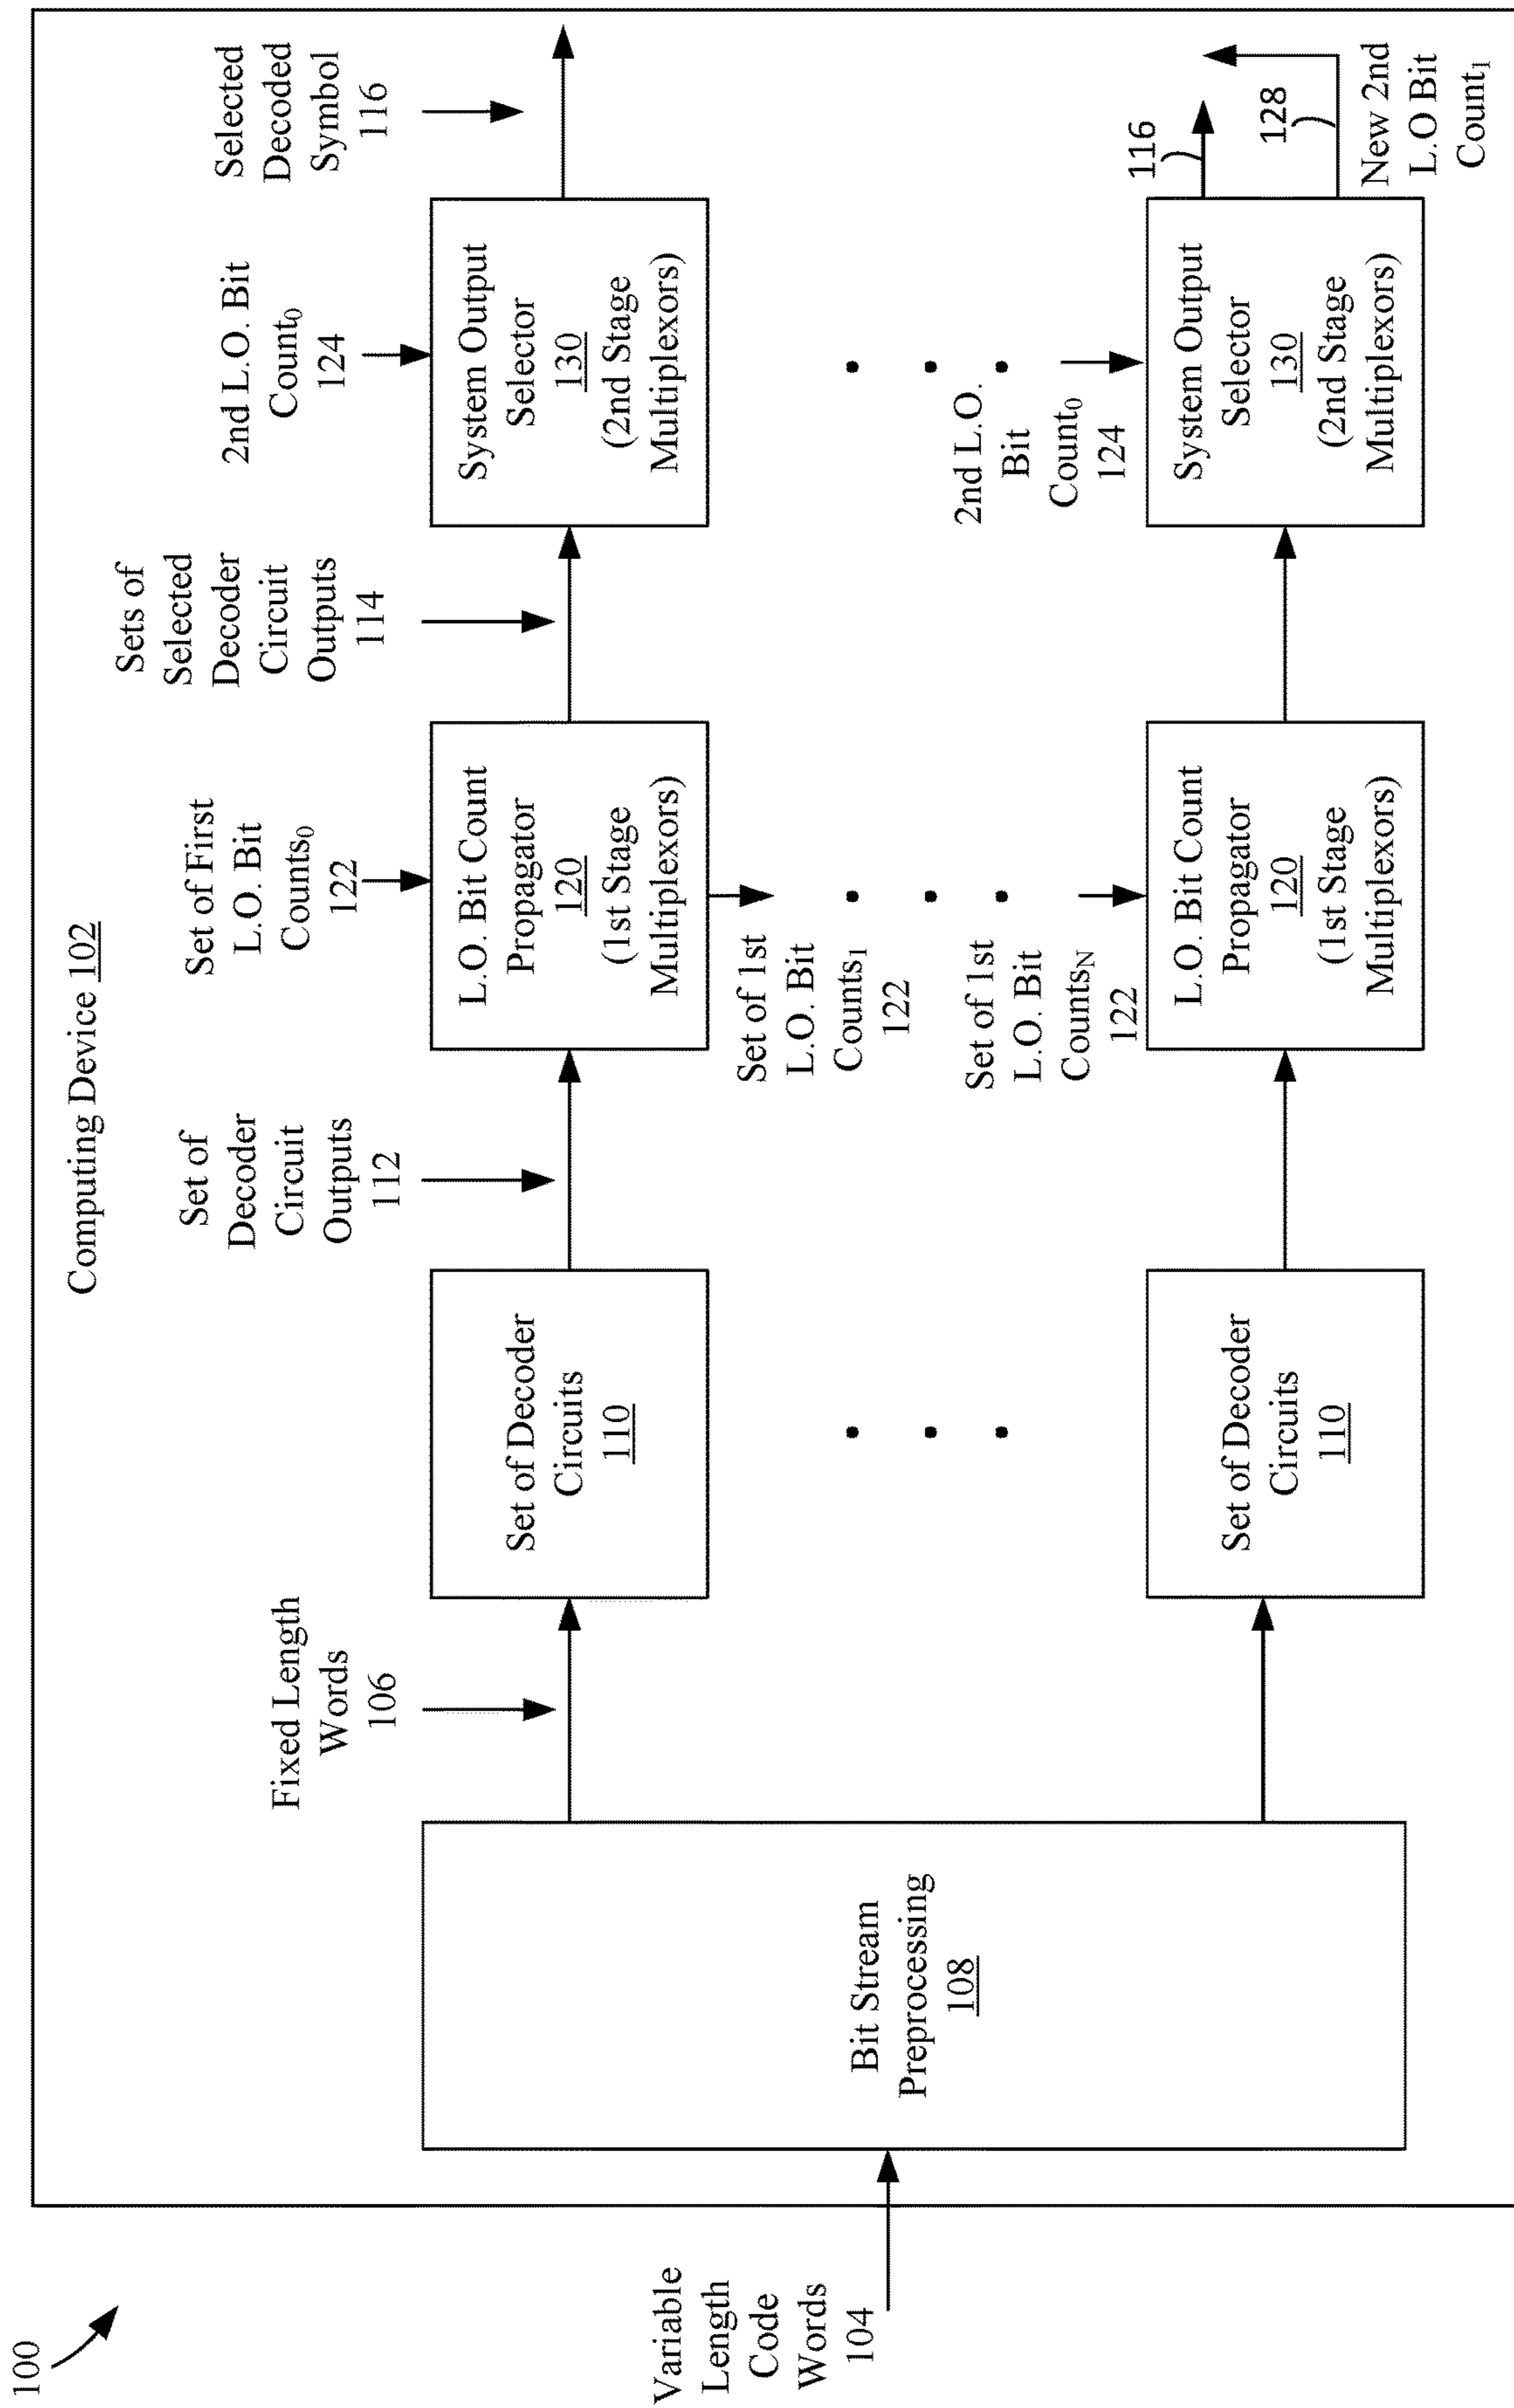 100
Computing Device 102
Variable
Length
Code
Words
104
Bit Stream
Preprocessing
108
Fixed Length
Words
106
Set of Decoder
Circuits
110
Set of
Decoder
Circuit
Outputs
112
Set of First
L.O. Bit
Counts0
122
L.O. Bit Count
Propagator
120
(1st Stage
Multiplexors)
Sets of
Selected
Decoder
Circuit
Outputs
114
2nd L.O. Bit
Count0
124
System Output
Selector
130
(2nd Stage
Multiplexors)
Selected
Decoded
Symbol
116
Set of 1st
L.O. Bit
Counts1
122
Set of 1st
L.O. Bit
CountsN
122
2nd L.O.
Bit
Count0
124
Set of Decoder
Circuits
110
L.O. Bit Count
Propagator
120
(1st Stage
Multiplexors)
System Output
Selector
130
(2nd Stage
Multiplexors)
116
128
New 2nd
L.O Bit
Count1